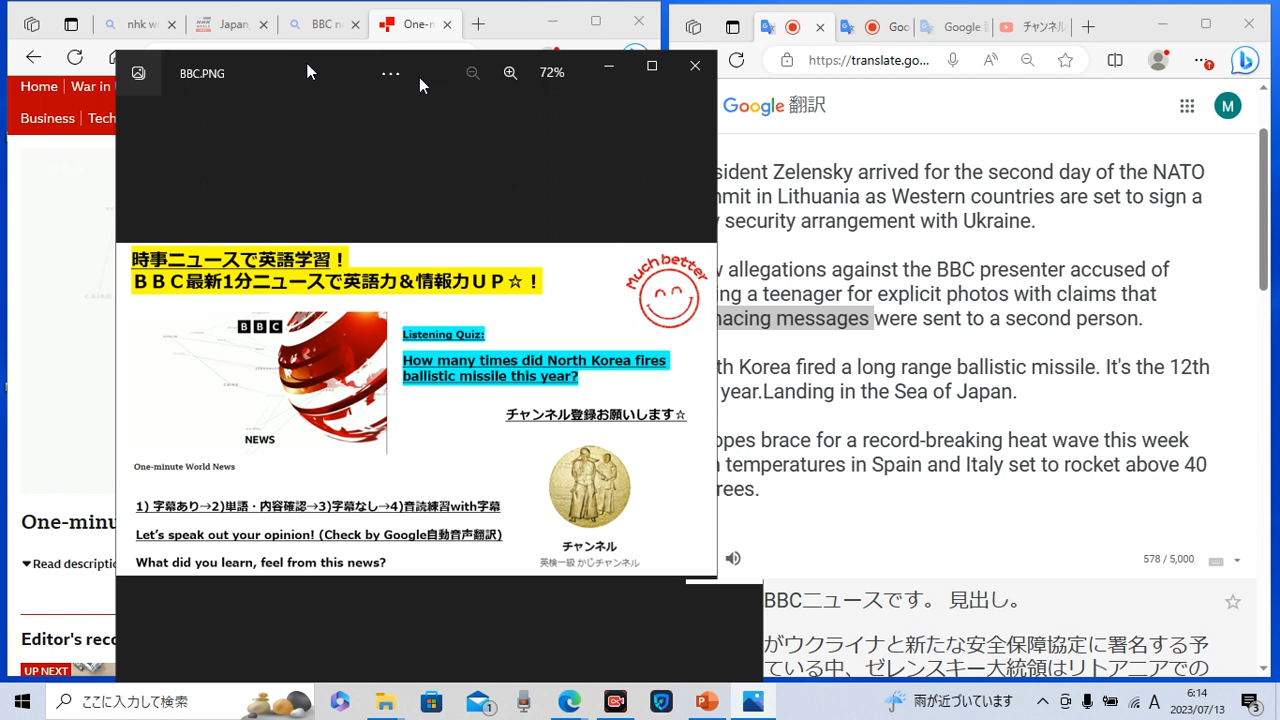 nhk w
Japan
BBC n
One-n
Home
War in
Business
Tech
BBC.PNG
72%
時事ニュースで英語学習！
ＢＢＣ最新1分ニュースで英語力＆情報力ＵＰ☆！
Much better
BBC
NEWS
One-minute World News
Listening Quiz:
How many times did North Korea fires
ballistic missile this year?
チャンネル登録お願いします☆
1) 字幕あり→2)単語・内容確認→3)字幕なし→4)音読練習with字幕
Let's speak out your opinion! (Check by Google自動音声翻訳)
What did you learn, feel from this news?
チャンネル
英検一級 かじチャンネル
One-minu
Read descriptio
Editor's reco
UP NEXT
Goo
Google
チャンネル
https://translate.go...
Google 翻訳
M
sident Zelensky arrived for the second day of the NATO
mmit in Lithuania as Western countries are set to sign a
security arrangement with Ukraine.
allegations against the BBC presenter accused of
ing a teenager for explicit photos with claims that
nacing messages were sent to a second person.
th Korea fired a long range ballistic missile. It's the 12th
year.Landing in the Sea of Japan.
opes brace for a record-breaking heat wave this week
temperatures in Spain and Italy set to rocket above 40
rees.
578 / 5,000
BBCニュースです。 見出し。
がウクライナと新たな安全保障協定に署名する予
ている中、ゼレンスキー大統領はリトアニアでの
ここに入力して検索
1
雨が近づいています
A
6:14
2023/07/13
3